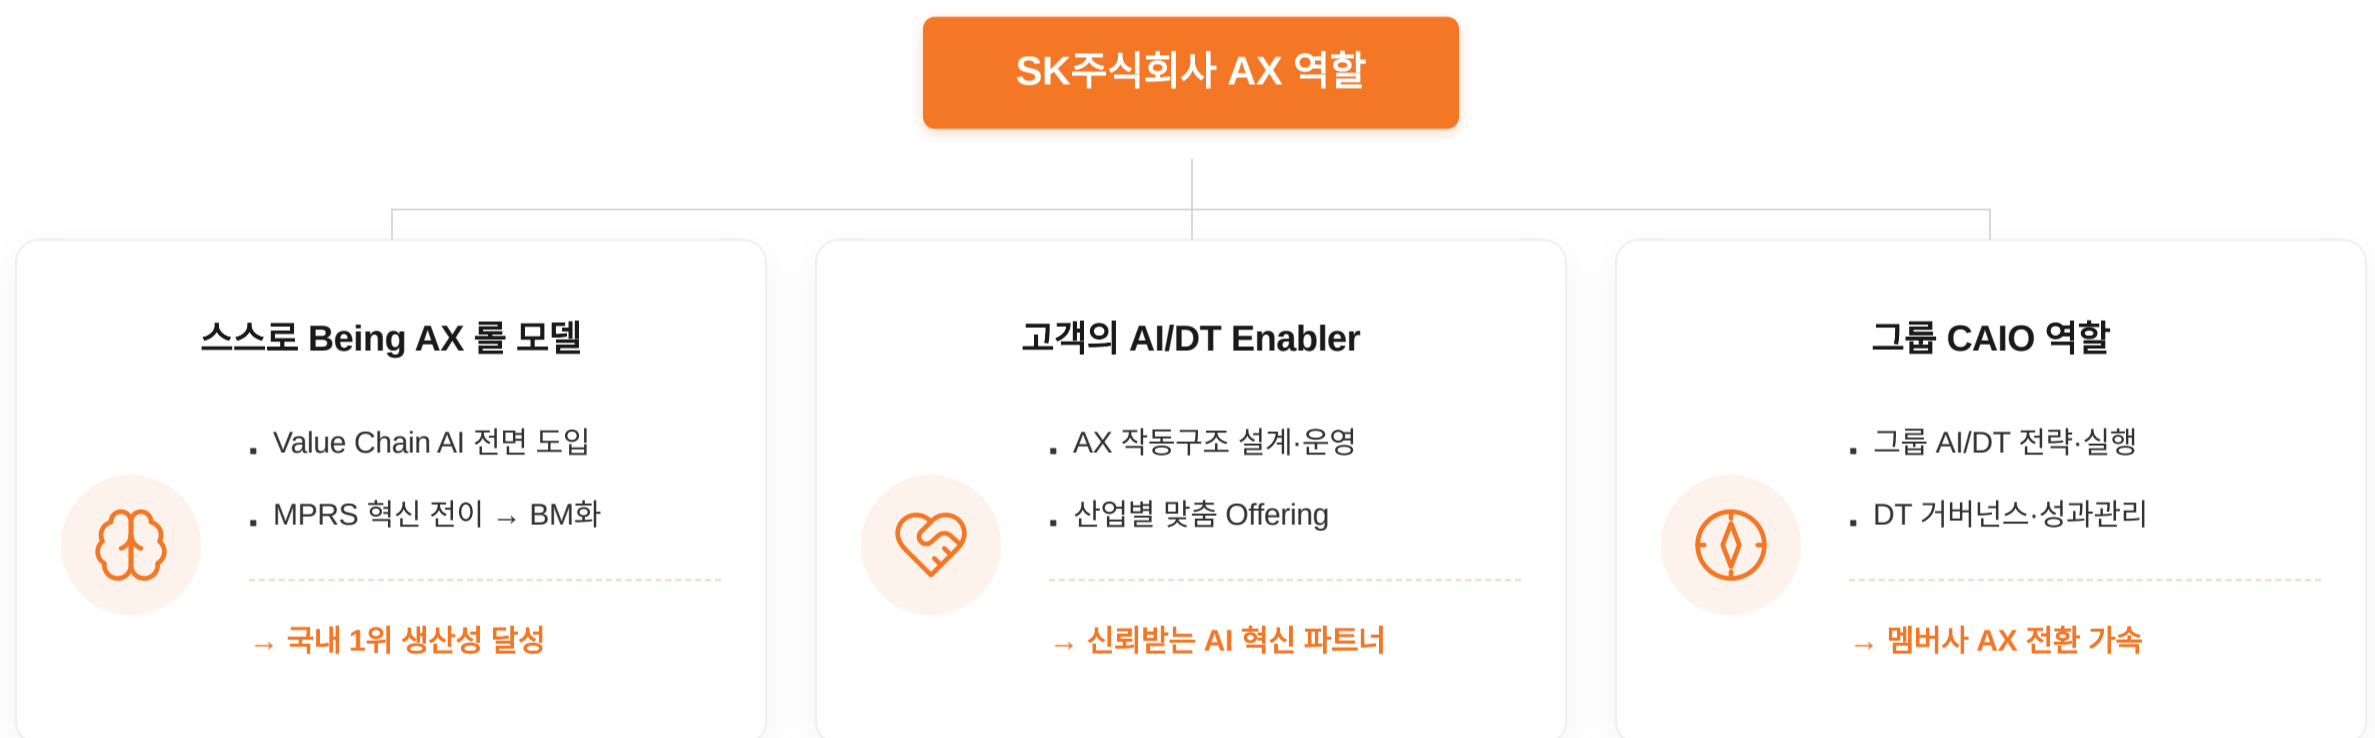 SK주식회사 AX 역할
스스로 Being AX 롤 모델
▪ Value Chain AI 전면 도입
▪ MPRS 혁신 전이 → BM화
→ 국내 1위 생산성 달성
고객의 AI/DT Enabler
▪ AX 작동구조 설계·운영
▪ 산업별 맞춤 Offering
→ 신뢰받는 AI 혁신 파트너
그룹 CAIO 역할
▪ 그룹 AI/DT 전략·실행
▪ DT 거버넌스·성과관리
→ 멤버사 AX 전환 가속